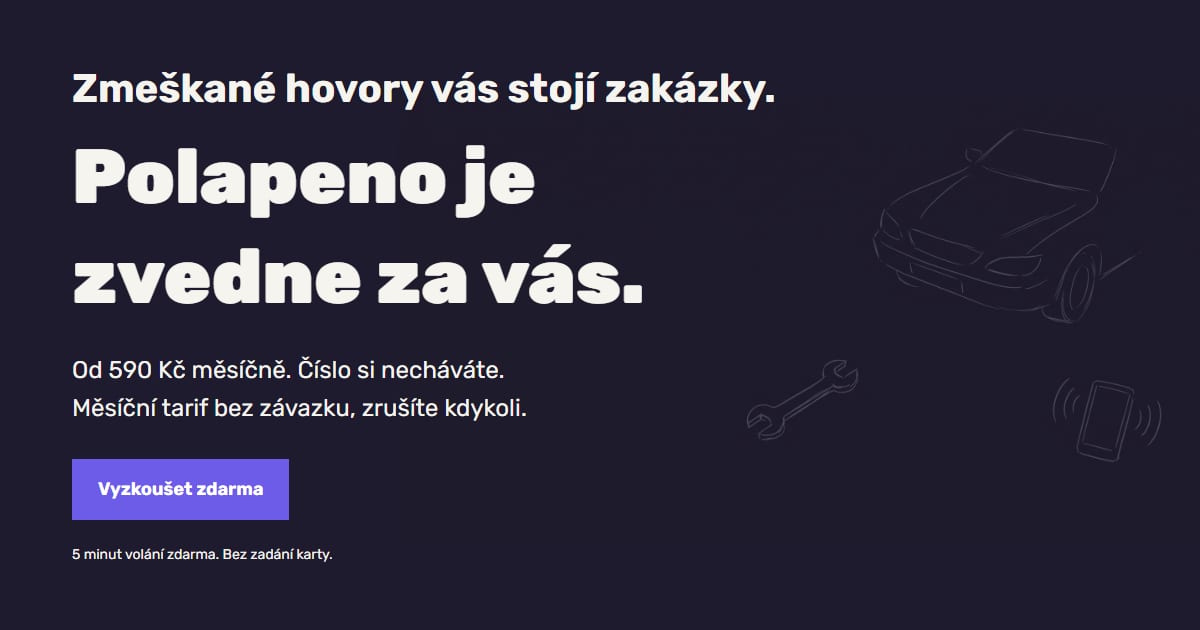 Zmeškané hovory vás stojí zakázky.
Polapeno je
zvedne za vás.
Od 590 Kč měsíčně. Číslo si necháváte.
Měsíční tarif bez závazku, zrušíte kdykoli.
Vyzkoušet zdarma
5 minut volání zdarma. Bez zadání karty.